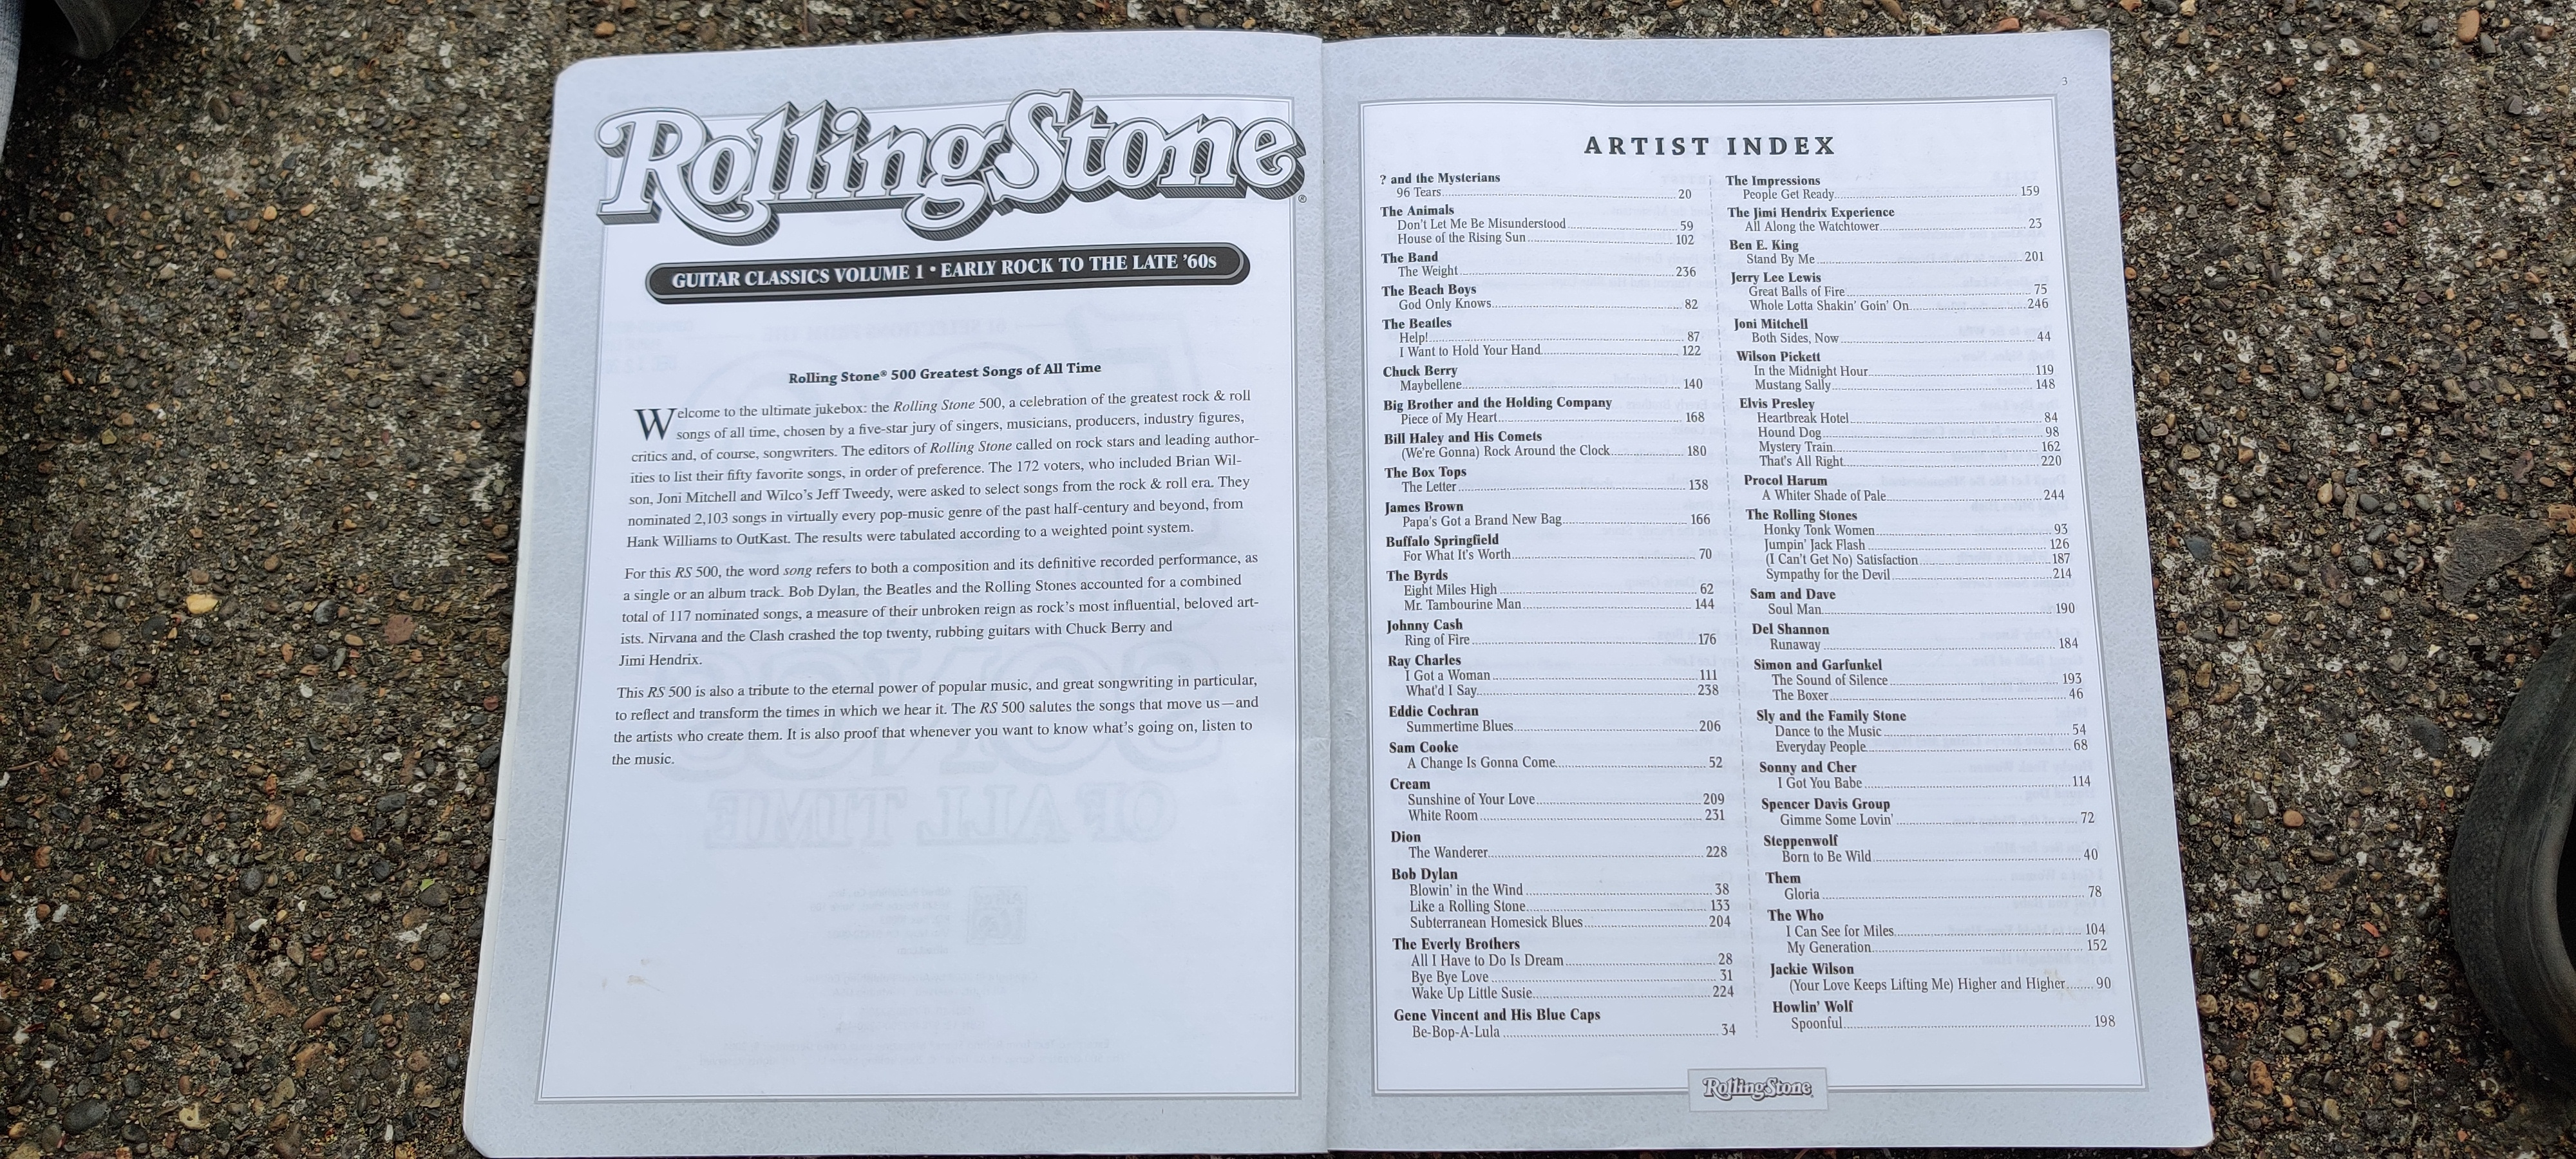 RollingStone®
GUITAR CLASSICS VOLUME 1 • EARLY ROCK TO THE LATE '60s
Rolling Stone® 500 Greatest Songs of All Time
Welcome to the ultimate jukebox: the Rolling Stone 500, a celebration of the greatest rock & roll
songs of all time, chosen by a five-star jury of singers, musicians, producers, industry figures,
critics and, of course, songwriters. The editors of Rolling Stone called on rock stars and leading author-
ities to list their fifty favorite songs, in order of preference. The 172 voters, who included Brian Wil-
son, Joni Mitchell and Wilco's Jeff Tweedy, were asked to select songs from the rock & roll era. They
nominated 2,103 songs in virtually every pop-music genre of the past half-century and beyond, from
Hank Williams to OutKast. The results were tabulated according to a weighted point system.
For this RS 500, the word song refers to both a composition and its definitive recorded performance, as
a single or an album track. Bob Dylan, the Beatles and the Rolling Stones accounted for a combined
total of 117 nominated songs, a measure of their unbroken reign as rock's most influential, beloved art-
ists. Nirvana and the Clash crashed the top twenty, rubbing guitars with Chuck Berry and
Jimi Hendrix.
This RS 500 is also a tribute to the eternal power of popular music, and great songwriting in particular,
to reflect and transform the times in which we hear it. The RS 500 salutes the songs that move us—and
the artists who create them. It is also proof that whenever you want to know what's going on, listen to
the music.
3
ARTIST INDEX
? and the Mysterians
96 Tears 20
The Animals
Don't Let Me Be Misunderstood 59
House of the Rising Sun 102
The Band
The Weight 236
The Beach Boys
God Only Knows 82
The Beatles
Help! 87
I Want to Hold Your Hand 122
Chuck Berry
Maybellene 140
Big Brother and the Holding Company
Piece of My Heart 168
Bill Haley and His Comets
(We're Gonna) Rock Around the Clock 180
The Box Tops
The Letter 138
James Brown
Papa's Got a Brand New Bag 166
Buffalo Springfield
For What It's Worth 70
The Byrds
Eight Miles High 62
Mr. Tambourine Man 144
Johnny Cash
Ring of Fire 176
Ray Charles
I Got a Woman 111
What'd I Say 238
Eddie Cochran
Summertime Blues 206
Sam Cooke
A Change Is Gonna Come 52
Cream
Sunshine of Your Love 209
White Room 231
Dion
The Wanderer 228
Bob Dylan
Blowin' in the Wind 38
Like a Rolling Stone 133
Subterranean Homesick Blues 204
The Everly Brothers
All I Have to Do Is Dream 28
Bye Bye Love 31
Wake Up Little Susie 224
Gene Vincent and His Blue Caps
Be-Bop-A-Lula 34
The Impressions
People Get Ready 159
The Jimi Hendrix Experience
All Along the Watchtower 23
Ben E. King
Stand By Me 201
Jerry Lee Lewis
Great Balls of Fire 75
Whole Lotta Shakin' Goin' On 246
Joni Mitchell
Both Sides, Now 44
Wilson Pickett
In the Midnight Hour 119
Mustang Sally 148
Elvis Presley
Heartbreak Hotel 84
Hound Dog 98
Mystery Train 162
That's All Right 220
Procol Harum
A Whiter Shade of Pale 244
The Rolling Stones
Honky Tonk Women 93
Jumpin' Jack Flash 126
(I Can't Get No) Satisfaction 187
Sympathy for the Devil 214
Sam and Dave
Soul Man 190
Del Shannon
Runaway 184
Simon and Garfunkel
The Sound of Silence 193
The Boxer 46
Sly and the Family Stone
Dance to the Music 54
Everyday People 68
Sonny and Cher
I Got You Babe 114
Spencer Davis Group
Gimme Some Lovin' 72
Steppenwolf
Born to Be Wild 40
Them
Gloria 78
The Who
I Can See for Miles 104
My Generation 152
Jackie Wilson
(Your Love Keeps Lifting Me) Higher and Higher 90
Howlin' Wolf
Spoonful 198
RollingStone